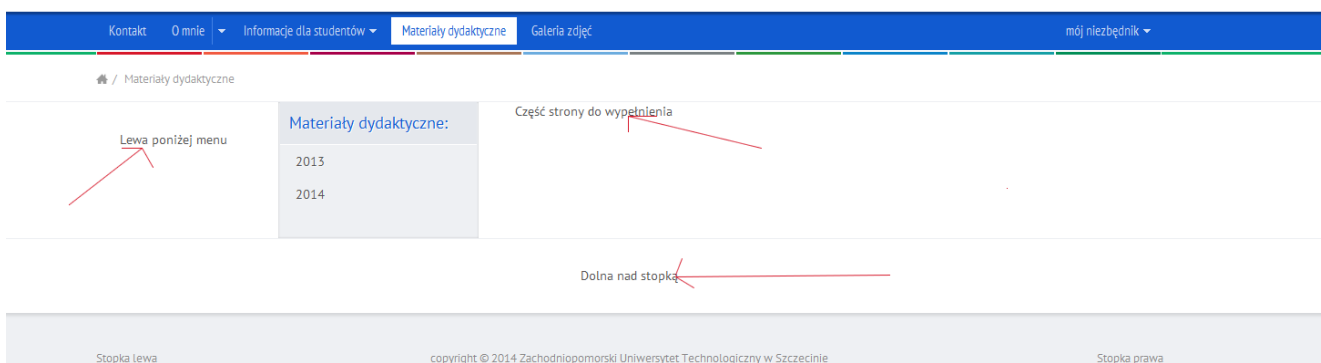 Kontakt O mnie Informacje dla studentów Materiały dydaktyczne Galeria zdjęć mój niezbędnik
/ Materiały dydaktyczne
Część strony do wypełnienia
Materiały dydaktyczne:
Lewa poniżej menu
2013
2014
Dolna nad stopką
Stopka lewa copyright © 2014 Zachodniopomorski Uniwersytet Technologiczny w Szczecinie Stopka prawa